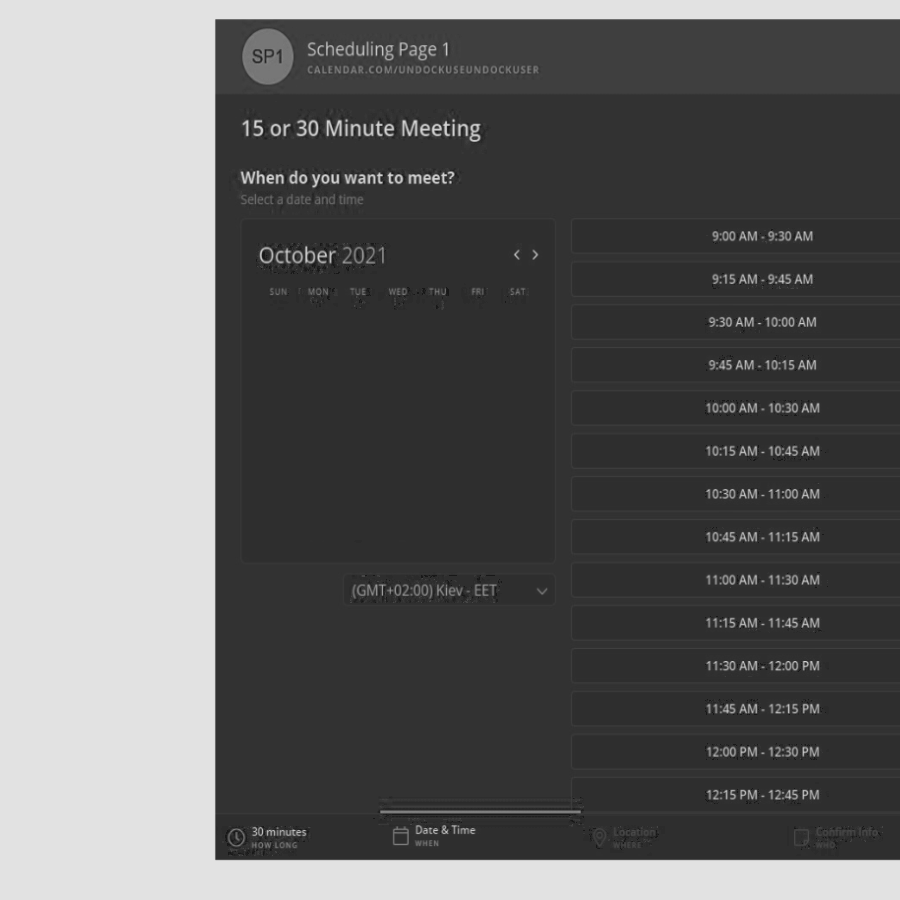 SP1
Scheduling Page 1
CALENDAR.COM/UNDOCKUSEUNDOCKUSER
15 or 30 Minute Meeting
When do you want to meet?
Select a date and time
October 2021
SUN MON TUE WED THU FRI SAT
(GMT+02:00) Kiev - EET
9:00 AM - 9:30 AM
9:15 AM - 9:45 AM
9:30 AM - 10:00 AM
9:45 AM - 10:15 AM
10:00 AM - 10:30 AM
10:15 AM - 10:45 AM
10:30 AM - 11:00 AM
10:45 AM - 11:15 AM
11:00 AM - 11:30 AM
11:15 AM - 11:45 AM
11:30 AM - 12:00 PM
11:45 AM - 12:15 PM
12:00 PM - 12:30 PM
12:15 PM - 12:45 PM
30 minutes
HOW LONG
Date & Time
WHEN
Location
WHERE
Confirm Info
WHO